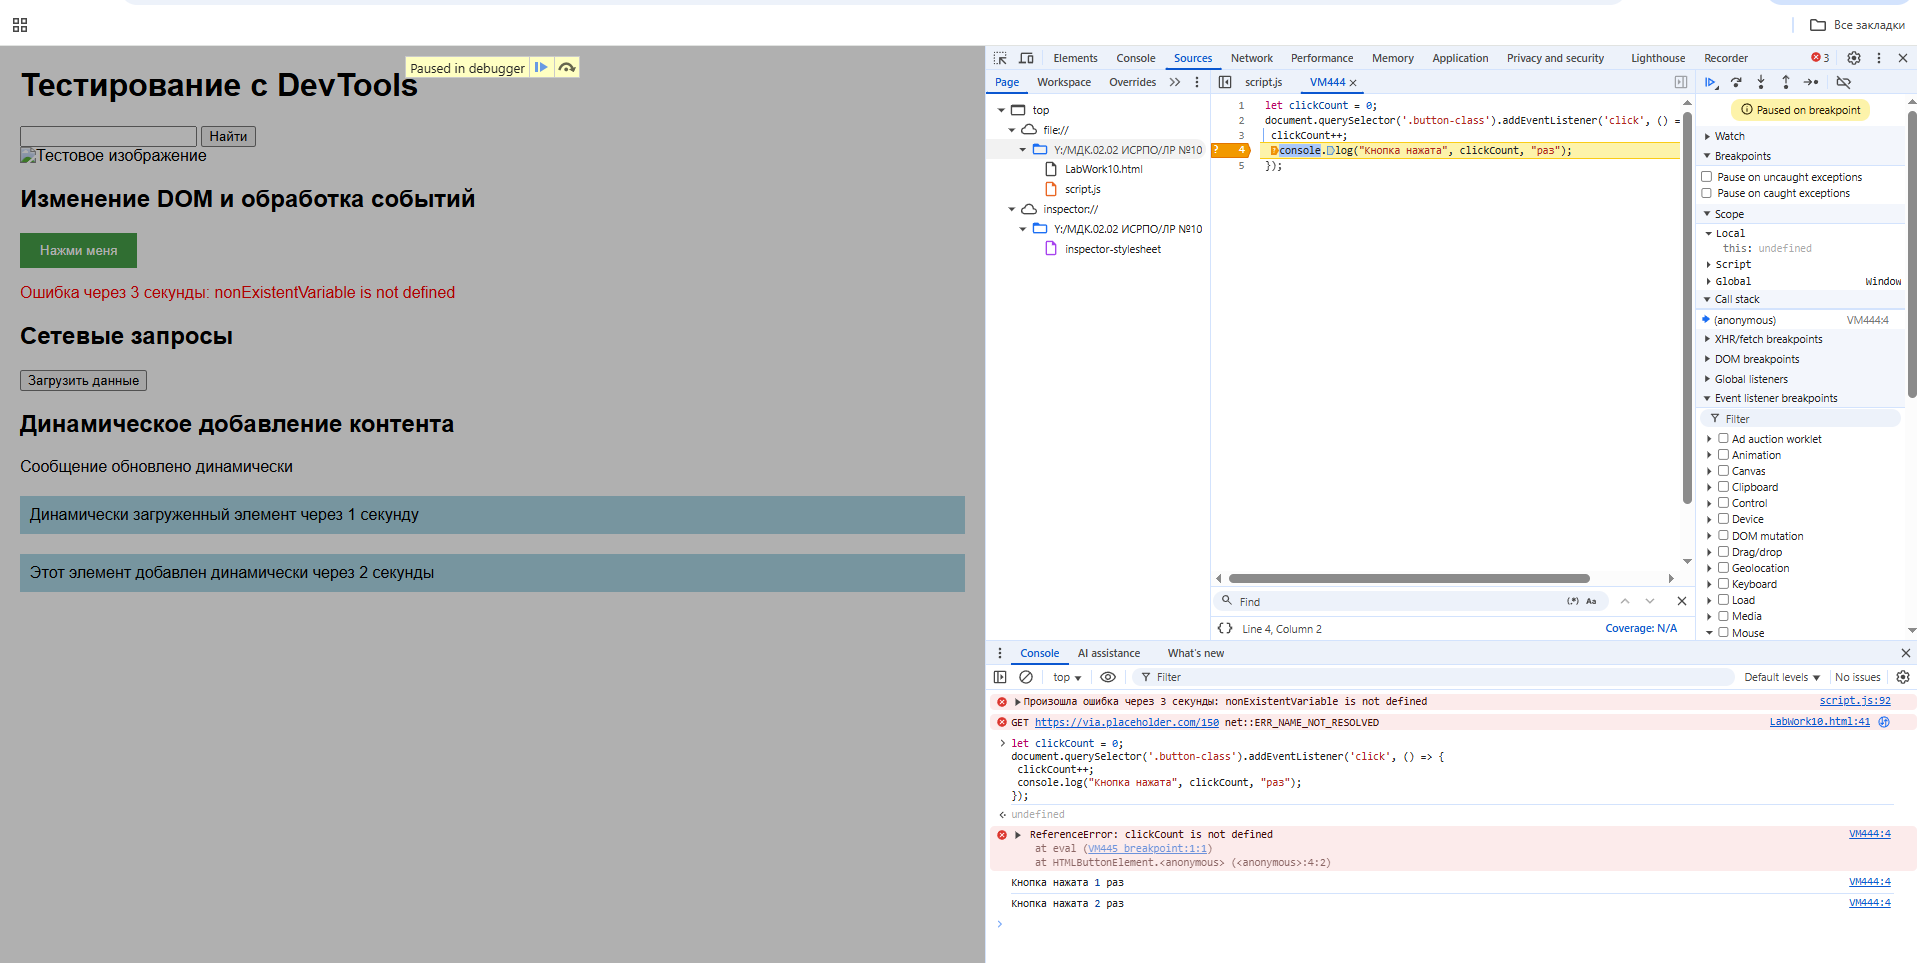 Все закладки
Тестирование с DevTools
Paused in debugger
Найти
Тестовое изображение
Изменение DOM и обработка событий
Нажми меня
Ошибка через 3 секунды: nonExistentVariable is not defined
Сетевые запросы
Загрузить данные
Динамическое добавление контента
Сообщение обновлено динамически
Динамически загруженный элемент через 1 секунду
Этот элемент добавлен динамически через 2 секунды
Elements Console Sources Network Performance Memory Application Privacy and security Lighthouse Recorder 3
Page Workspace Overrides script.js VM444
top
file://
Y:/МДК.02.02 ИСРПО/ЛР №10
LabWork10.html
script.js
inspector://
Y:/МДК.02.02 ИСРПО/ЛР №10
inspector-stylesheet
1 let clickCount = 0;
2 document.querySelector('.button-class').addEventListener('click', () =
3 clickCount++;
4 console.log("Кнопка нажата", clickCount, "раз");
5 });
Find
Aa
Line 4, Column 2
Coverage: N/A
Paused on breakpoint
Watch
Breakpoints
Pause on uncaught exceptions
Pause on caught exceptions
Scope
Local
this: undefined
Script
Global Window
Call stack
(anonymous) VM444:4
XHR/fetch breakpoints
DOM breakpoints
Global listeners
Event listener breakpoints
Filter
Ad auction worklet
Animation
Canvas
Clipboard
Control
Device
DOM mutation
Drag/drop
Geolocation
Keyboard
Load
Media
Mouse
Console AI assistance What's new
top Filter Default levels No issues
Произошла ошибка через 3 секунды: nonExistentVariable is not defined script.js:92
GET https://via.placeholder.com/150 net::ERR_NAME_NOT_RESOLVED LabWork10.html:41
let clickCount = 0;
document.querySelector('.button-class').addEventListener('click', () => {
clickCount++;
console.log("Кнопка нажата", clickCount, "раз");
});
undefined
ReferenceError: clickCount is not defined VM444:4
at eval (VM445 breakpoint:1:1)
at HTMLButtonElement.<anonymous> (<anonymous>:4:2)
Кнопка нажата 1 раз VM444:4
Кнопка нажата 2 раз VM444:4